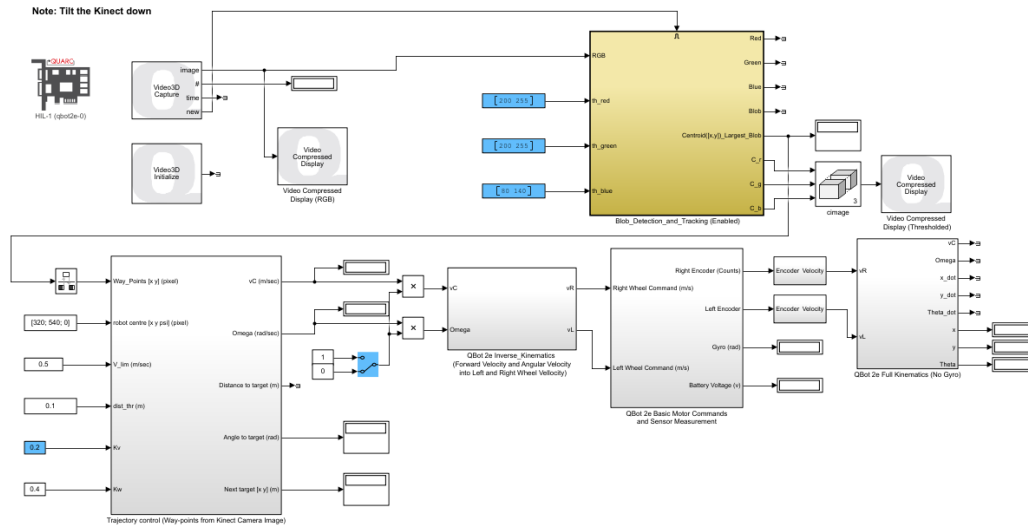 Note: Tilt the Kinect down
QUARC
HIL-1 (qbot2e-0)
Video3D
Capture
image
#
time
new
Video3D
Initialize
Video
Compressed
Display
Video Compressed
Display (RGB)
[200 255]
[200 255]
[80 140]
RGB
th_red
th_green
th_blue
Red
Green
Blue
Blob
Centroid([x,y])_Largest_Blob
C_r
C_g
C_b
Blob_Detection_and_Tracking (Enabled)
3
cimage
Video
Compressed
Display
Video Compressed
Display (Thresholded)
[320; 540; 0]
0.5
0.1
0.2
0.4
Way_Points [x y] (pixel)
robot centre [x y psi] (pixel)
V_lim (m/sec)
dist_thr (m)
Kv
Kw
vC (m/sec)
Omega (rad/sec)
Distance to target (m)
Angle to target (rad)
Next target [x y] (m)
Trajectory control (Way-points from Kinect Camera Image)
1
0
×
×
vC
Omega
vR
vL
QBot 2e Inverse_Kinematics
(Forward Velocity and Angular Velocity
into Left and Right Wheel Vellocity)
Right Wheel Command (m/s)
Left Wheel Command (m/s)
Right Encoder (Counts)
Left Encoder
Gyro (rad)
Battery Voltage (v)
QBot 2e Basic Motor Commands
and Sensor Measurement
Encoder Velocity
Encoder Velocity
vR
vL
vC
Omega
x_dot
y_dot
Theta_dot
x
y
Theta
QBot 2e Full Kinematics (No Gyro)